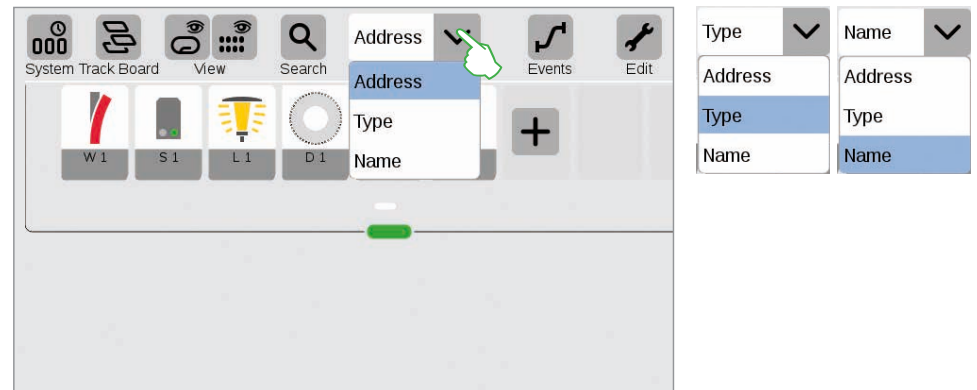 Address
System Track Board View Search Events Edit
Address
Type
Name
W 1 S 1 L 1 D 1
Type
Address
Type
Name
Name
Address
Type
Name